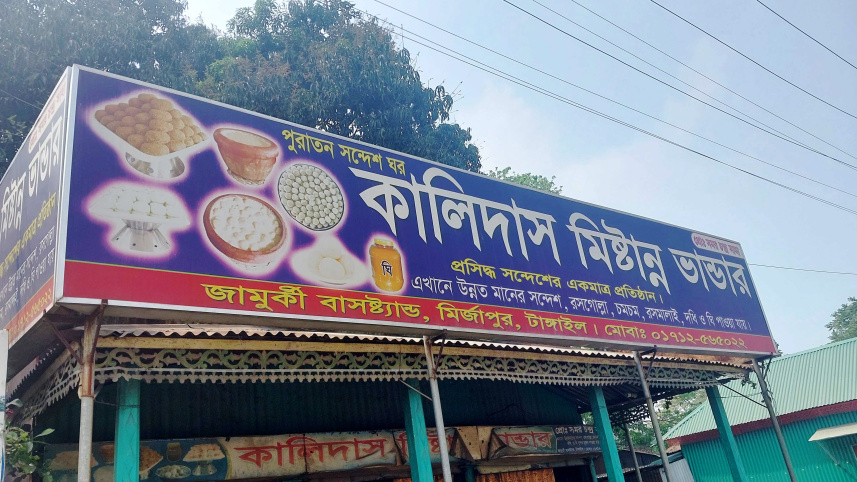 পুরাতন সন্দেশ ঘর
কালিদাস মিষ্টান্ন ভান্ডার
প্রসিদ্ধ সন্দেশের একমাত্র প্রতিষ্ঠান।
এখানে উন্নত মানের সন্দেশ, রসগোল্লা, চমচম, রসমালাই, দধি ও ঘি পাওয়া যায়।
ঘি
জামুর্কী বাসষ্ট্যান্ড, মির্জাপুর, টাঙ্গাইল। মোবাঃ ০১৭১২-৫৬৫০২২
মিষ্টান্ন ভান্ডার
কালিদাস মিষ্টান্ন ভান্ডার